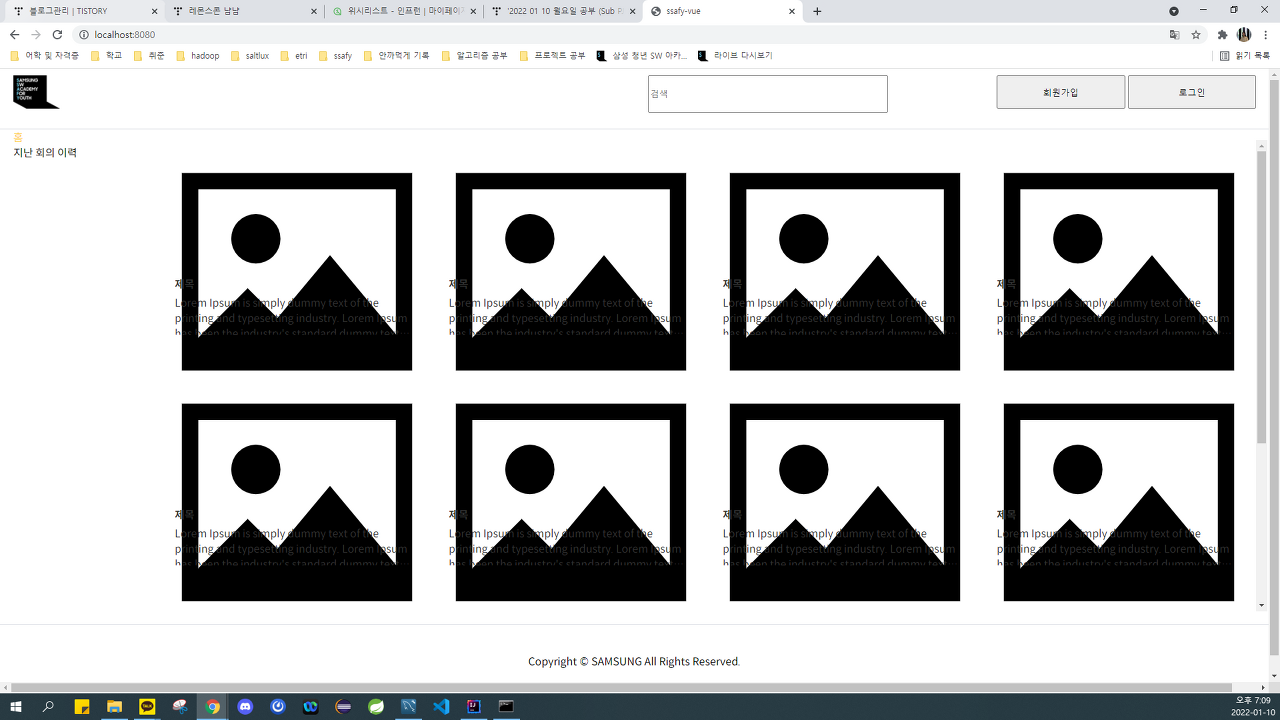 블로그관리 | TISTORY
레몬스콘 냠냠
위시리스트 - 인프런 | 마이페이지
'2022 01 10 월요일 공부 (Sub P
ssafy-vue
localhost:8080
어학 및 자격증
학교
취준
hadoop
saltlux
etri
ssafy
안까먹게 기록
알고리즘 공부
프로젝트 공부
삼성 청년 SW 아카...
라이브 다시보기
읽기 목록
SAMSUNG
SW
ACADEMY
FOR
YOUTH
검색
회원가입
로그인
홈
지난 회의 이력
제목
Lorem Ipsum is simply dummy text of the
printing and typesetting industry. Lorem Ipsum
has been the industry's standard dummy text...
제목
Lorem Ipsum is simply dummy text of the
printing and typesetting industry. Lorem Ipsum
has been the industry's standard dummy text...
제목
Lorem Ipsum is simply dummy text of the
printing and typesetting industry. Lorem Ipsum
has been the industry's standard dummy text...
제목
Lorem Ipsum is simply dummy text of the
printing and typesetting industry. Lorem Ipsum
has been the industry's standard dummy text...
제목
Lorem Ipsum is simply dummy text of the
printing and typesetting industry. Lorem Ipsum
has been the industry's standard dummy text...
제목
Lorem Ipsum is simply dummy text of the
printing and typesetting industry. Lorem Ipsum
has been the industry's standard dummy text...
제목
Lorem Ipsum is simply dummy text of the
printing and typesetting industry. Lorem Ipsum
has been the industry's standard dummy text...
제목
Lorem Ipsum is simply dummy text of the
printing and typesetting industry. Lorem Ipsum
has been the industry's standard dummy text...
Copyright © SAMSUNG All Rights Reserved.
오후 7:09
2022-01-10